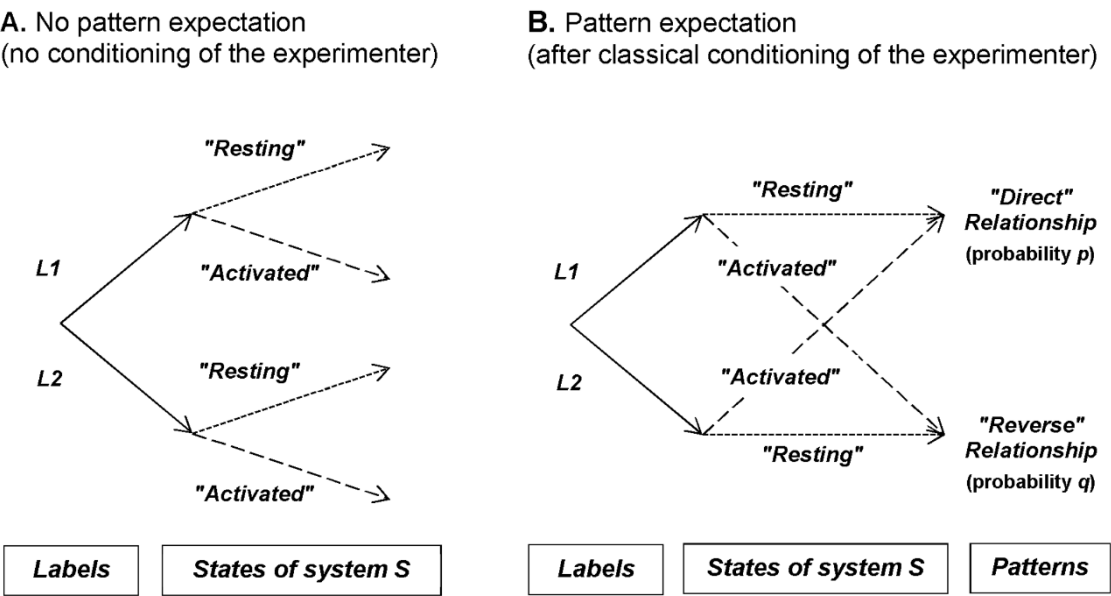 A. No pattern expectation
(no conditioning of the experimenter)
"Resting"
L1
"Activated"
L2
"Resting"
"Activated"
Labels
States of system S
B. Pattern expectation
(after classical conditioning of the experimenter)
"Resting"
"Direct"
Relationship
(probability p)
L1
"Activated"
L2
"Activated"
"Resting"
"Reverse"
Relationship
(probability q)
Labels
States of system S
Patterns